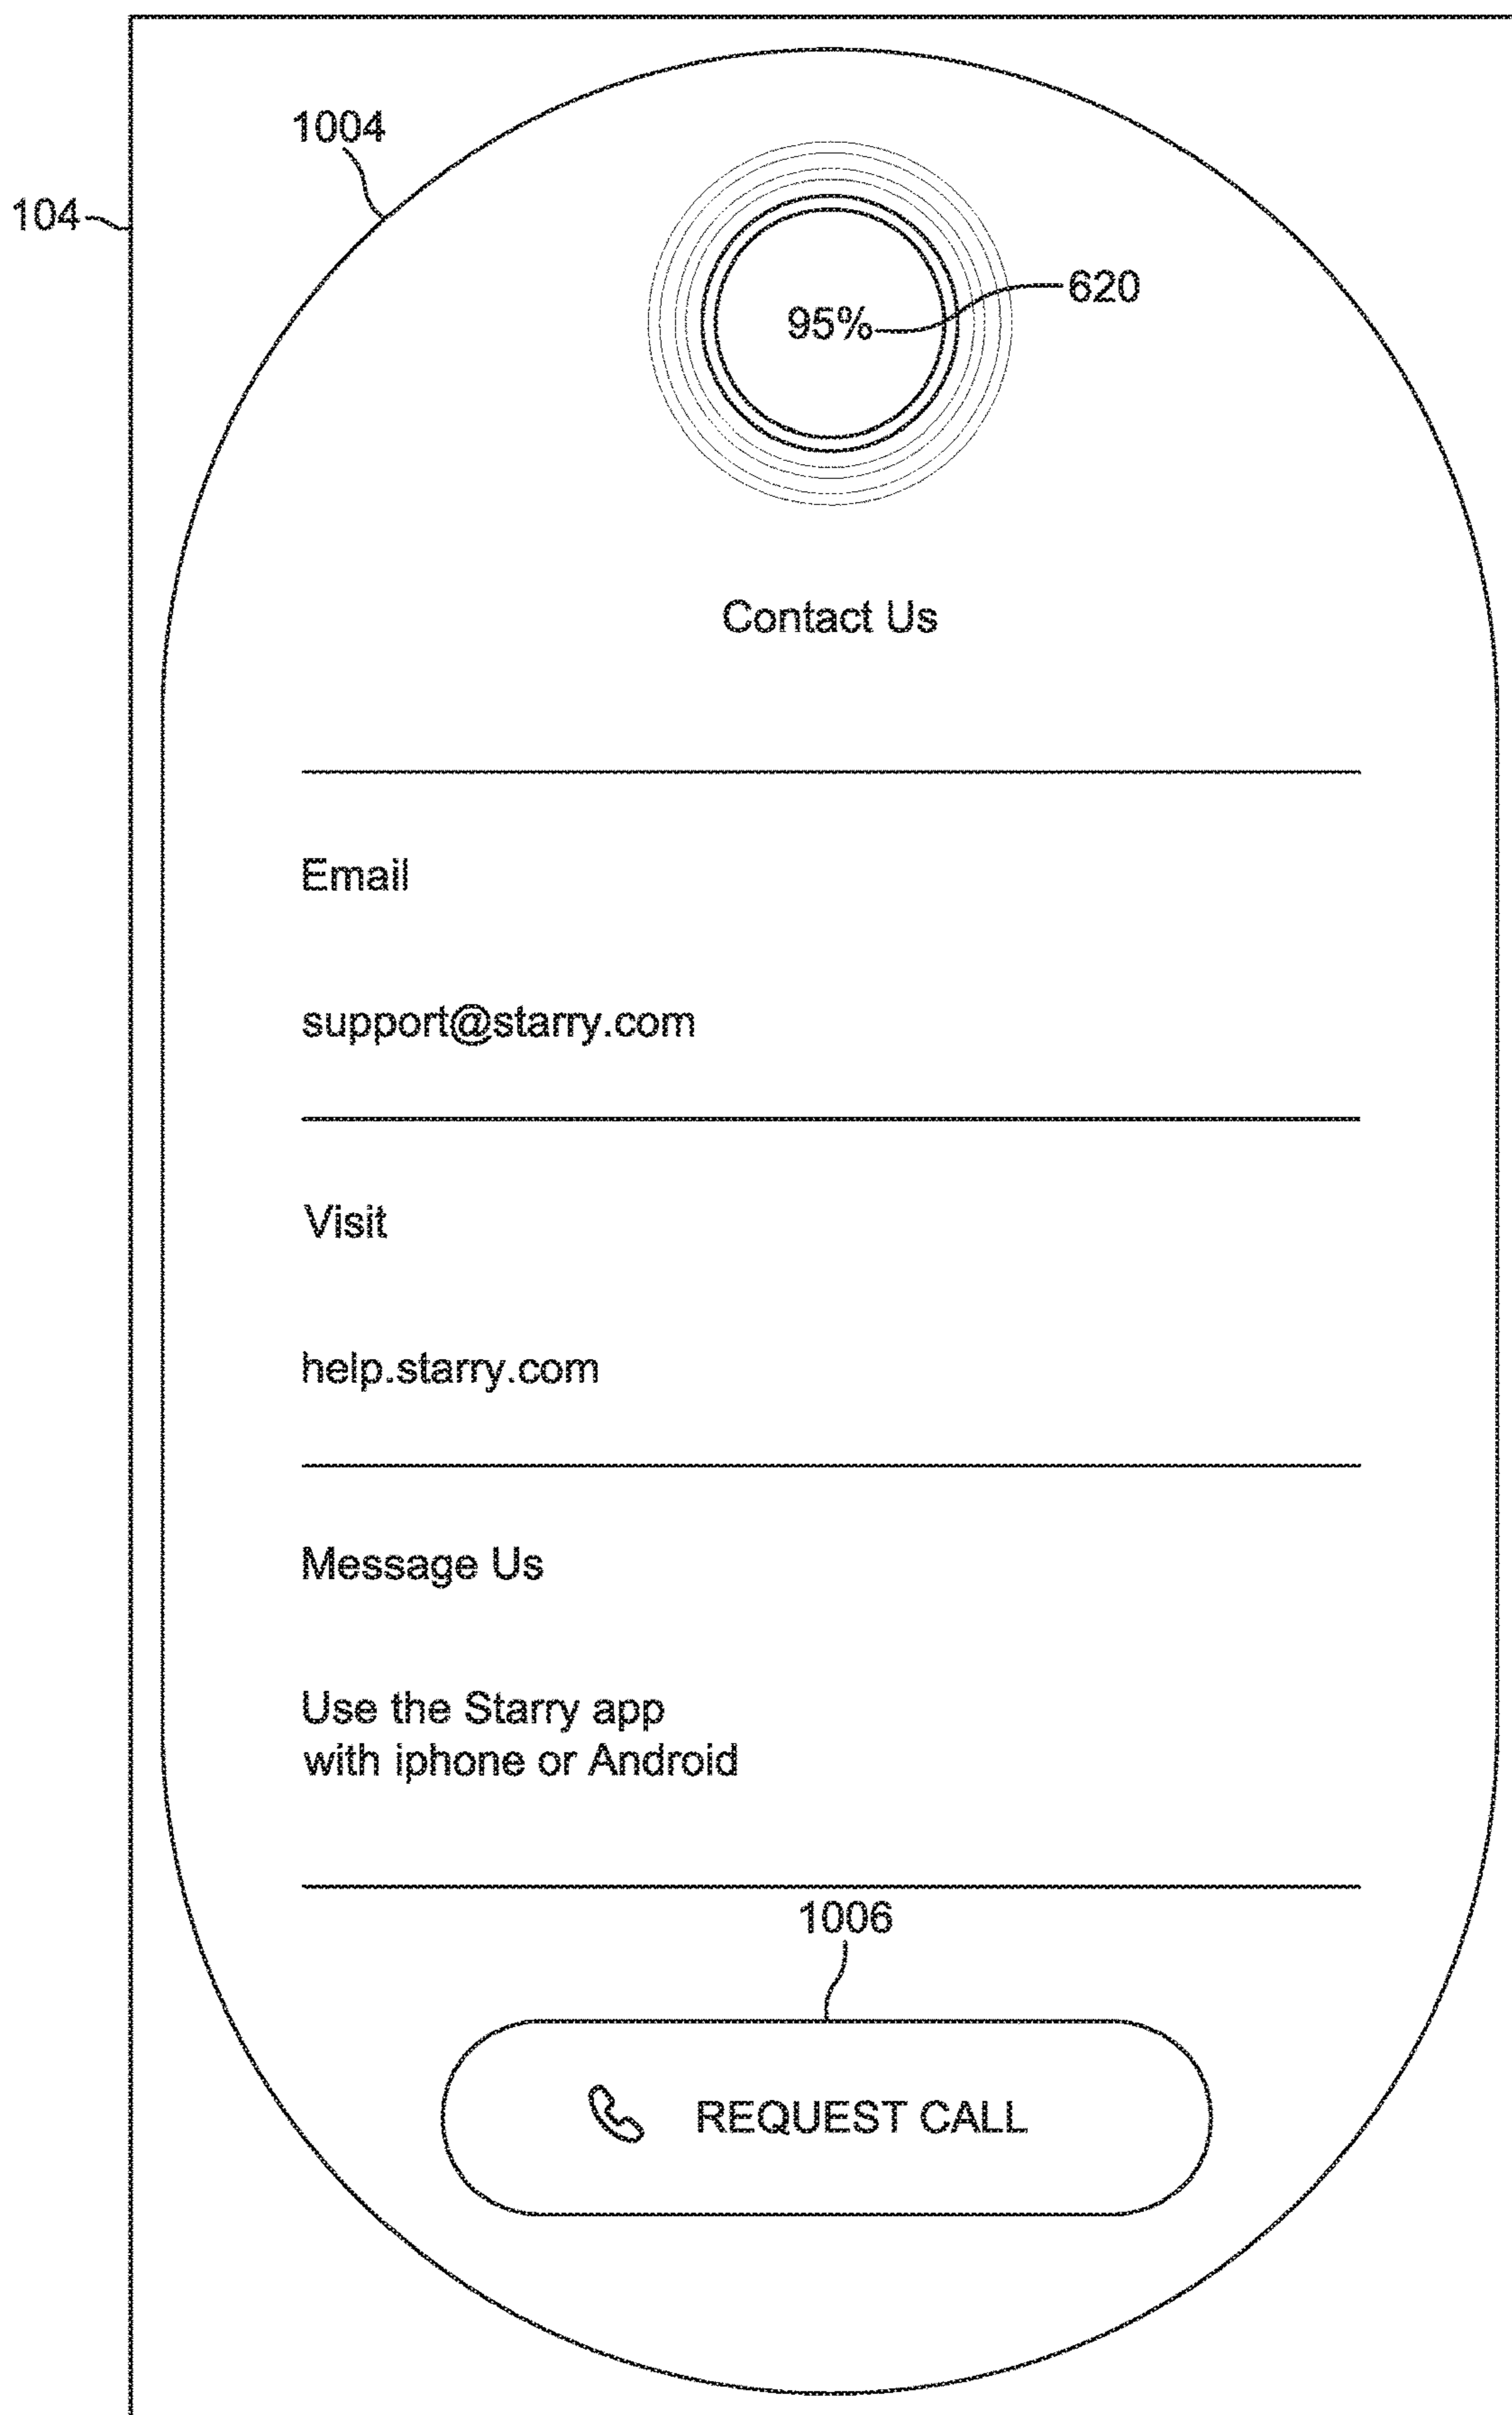 1004
104
620
95%
Contact Us
Email
support@starry.com
Visit
help.starry.com
Message Us
Use the Starry app
with iphone or Android
1006
REQUEST CALL